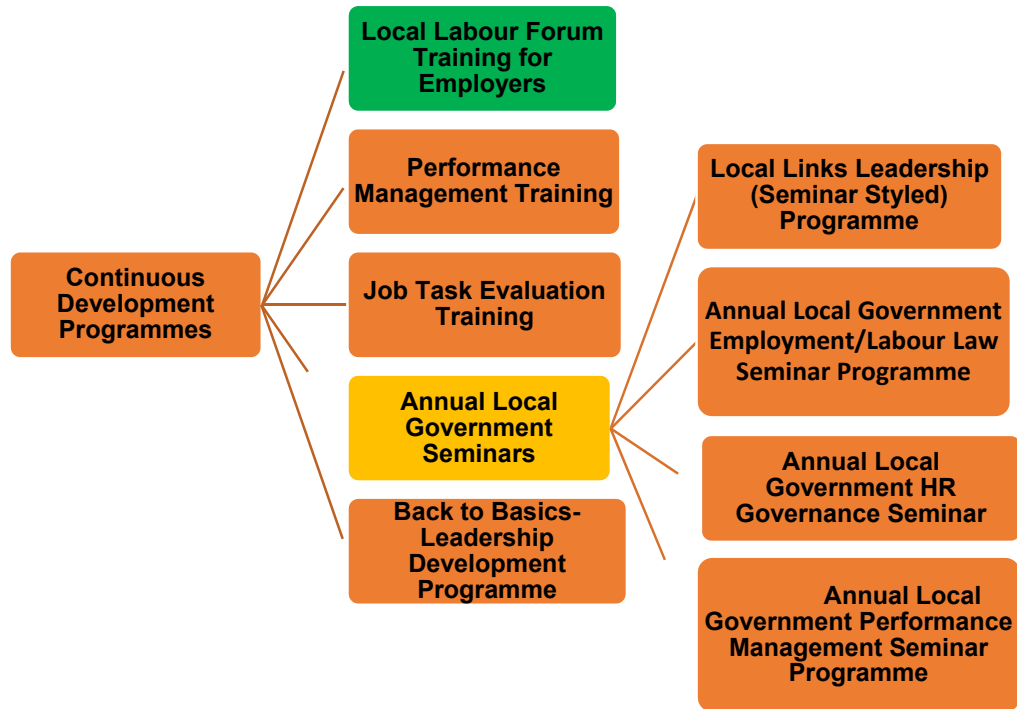 Continuous
Development
Programmes
Local Labour Forum
Training for
Employers
Performance
Management Training
Job Task Evaluation
Training
Annual Local
Government
Seminars
Back to Basics-
Leadership
Development
Programme
Local Links Leadership
(Seminar Styled)
Programme
Annual Local Government
Employment/Labour Law
Seminar Programme
Annual Local
Government HR
Governance Seminar
Annual Local
Government Performance
Management Seminar
Programme